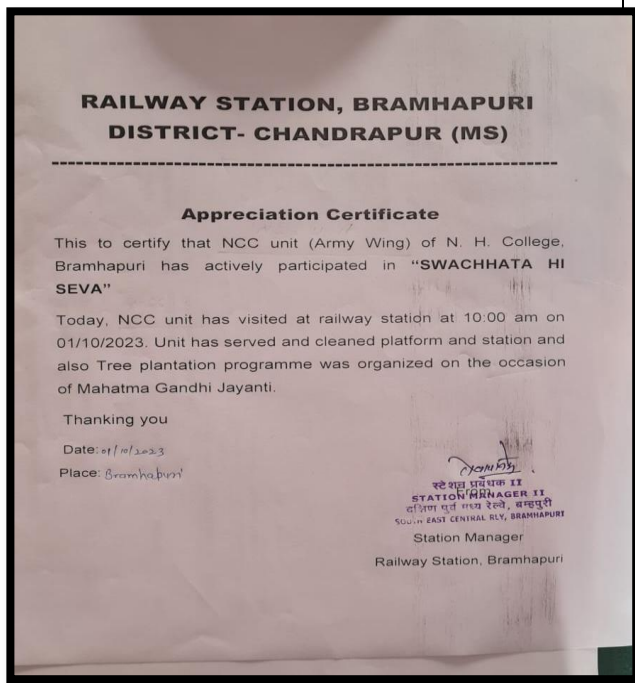 RAILWAY STATION, BRAMHAPURI
DISTRICT- CHANDRAPUR (MS)
Appreciation Certificate
This to certify that NCC unit (Army Wing) of N. H. College,
Bramhapuri has actively participated in "SWACHHATA HI
SEVA"
Today, NCC unit has visited at railway station at 10:00 am on
01/10/2023. Unit has served and cleaned platform and station and
also Tree plantation programme was organized on the occasion
of Mahatma Gandhi Jayanti.
Thanking you
Date: 01/10/2023
Place: Bramhapuri
स्टेशन प्रबंधक II
From
STATION MANAGER II
दक्षिण पुर्व मध्य रेल्वे, ब्रम्हपुरी
SOUTH EAST CENTRAL RLY, BRAMHAPURI
Station Manager
Railway Station, Bramhapuri